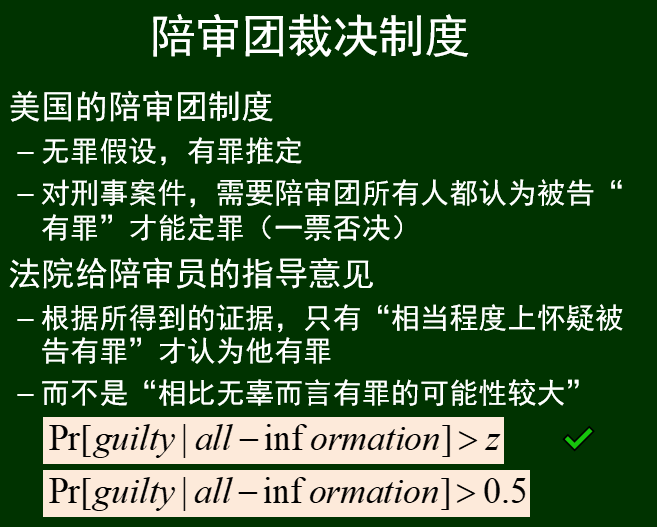 陪审团裁决制度
美国的陪审团制度
– 无罪假设，有罪推定
– 对刑事案件，需要陪审团所有人都认为被告“
有罪”才能定罪（一票否决）
法院给陪审员的指导意见
– 根据所得到的证据，只有“相当程度上怀疑被
告有罪”才认为他有罪
– 而不是“相比无辜而言有罪的可能性较大”
Pr[guilty | all − inf ormation] > z
Pr[guilty | all − inf ormation] > 0.5